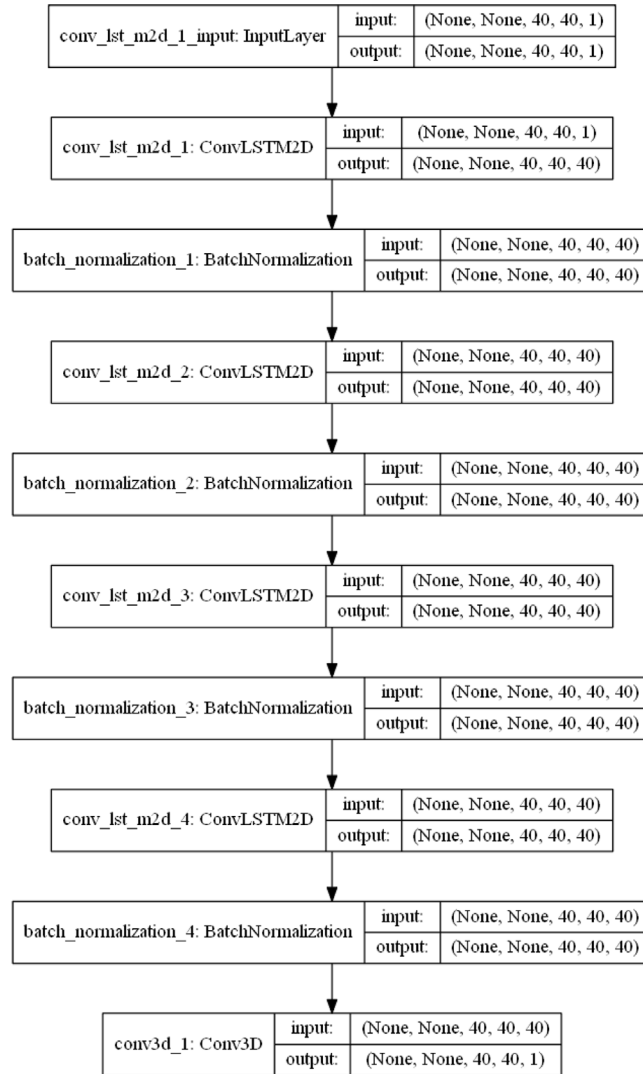 conv_lst_m2d_1_input: InputLayer input: (None, None, 40, 40, 1)
output: (None, None, 40, 40, 1)
conv_lst_m2d_1: ConvLSTM2D input: (None, None, 40, 40, 1)
output: (None, None, 40, 40, 40)
batch_normalization_1: BatchNormalization input: (None, None, 40, 40, 40)
output: (None, None, 40, 40, 40)
conv_lst_m2d_2: ConvLSTM2D input: (None, None, 40, 40, 40)
output: (None, None, 40, 40, 40)
batch_normalization_2: BatchNormalization input: (None, None, 40, 40, 40)
output: (None, None, 40, 40, 40)
conv_lst_m2d_3: ConvLSTM2D input: (None, None, 40, 40, 40)
output: (None, None, 40, 40, 40)
batch_normalization_3: BatchNormalization input: (None, None, 40, 40, 40)
output: (None, None, 40, 40, 40)
conv_lst_m2d_4: ConvLSTM2D input: (None, None, 40, 40, 40)
output: (None, None, 40, 40, 40)
batch_normalization_4: BatchNormalization input: (None, None, 40, 40, 40)
output: (None, None, 40, 40, 40)
conv3d_1: Conv3D input: (None, None, 40, 40, 40)
output: (None, None, 40, 40, 1)